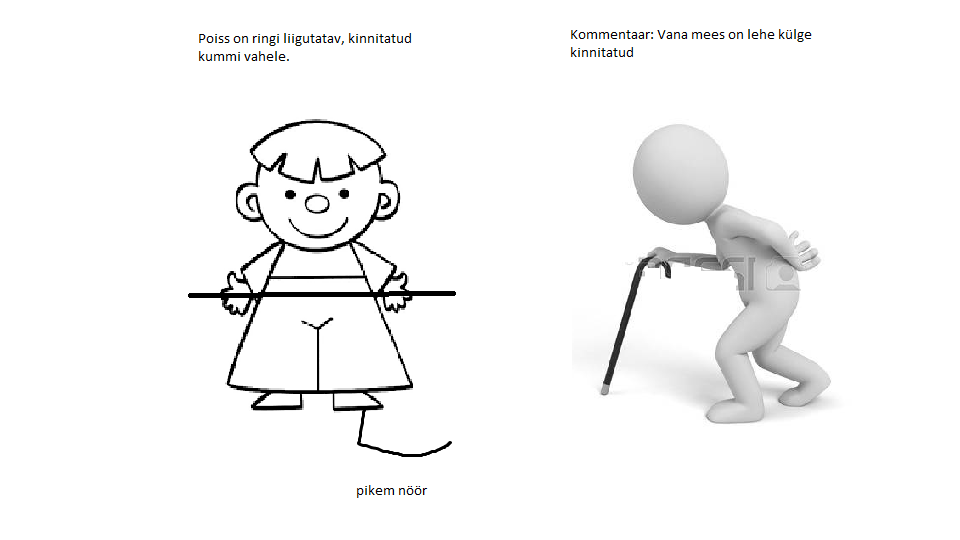 Poiss on ringi liigutatav, kinnitatud
kummi vahele.
Kommentaar: Vana mees on lehe külge
kinnitatud
pikem nöör